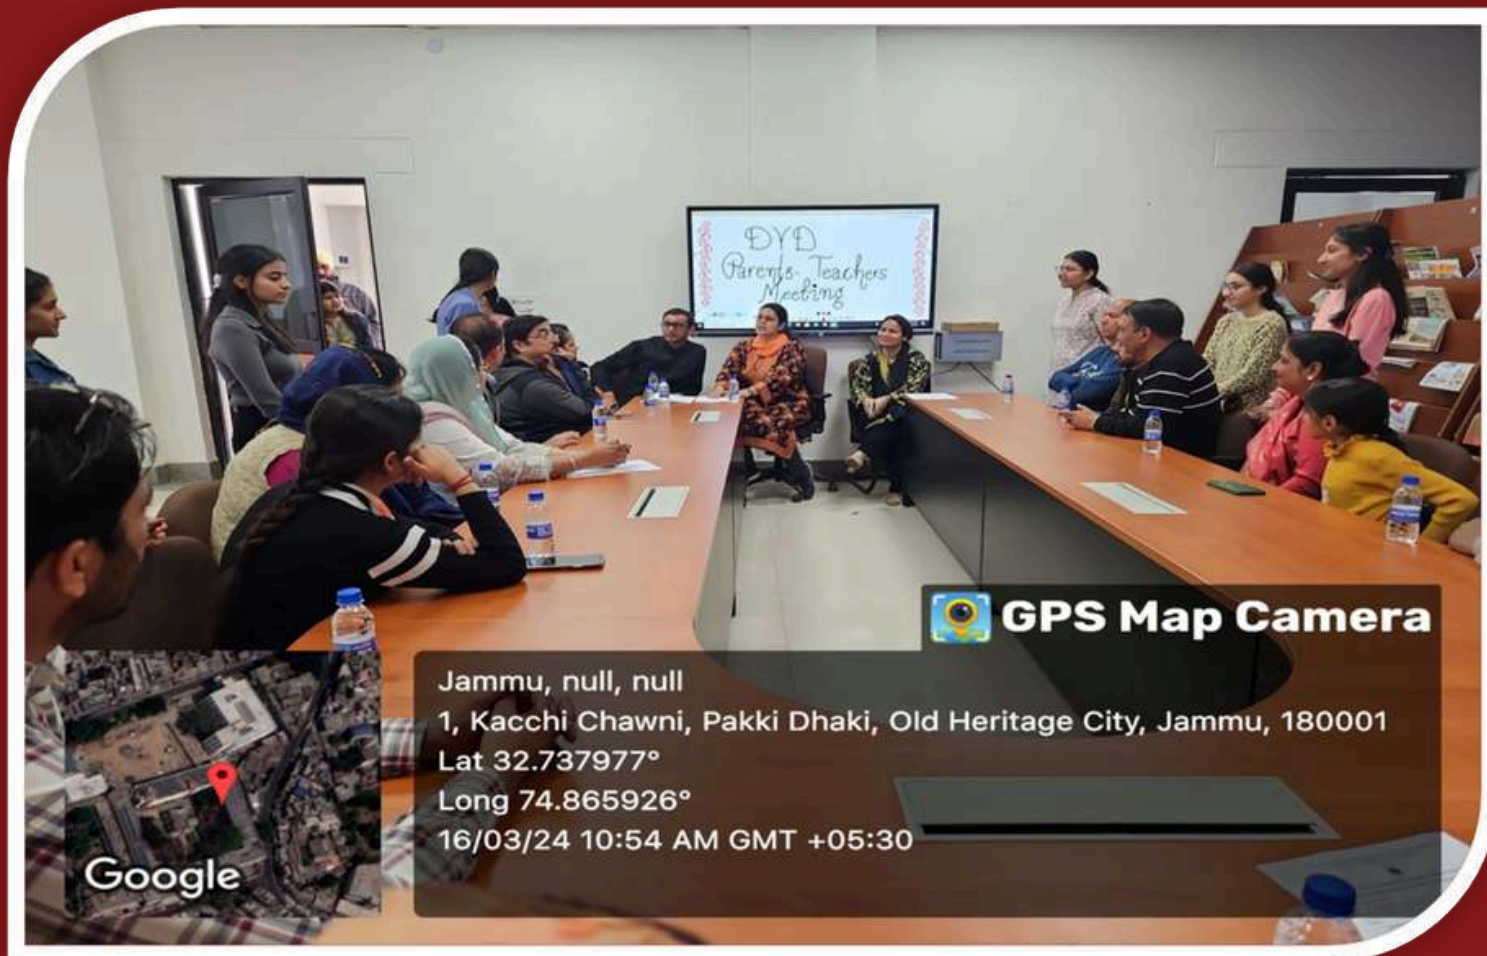 DYD
Parents- Teachers
Meeting
GPS Map Camera
Jammu, null, null
1, Kacchi Chawni, Pakki Dhaki, Old Heritage City, Jammu, 180001
Lat 32.737977°
Long 74.865926°
16/03/24 10:54 AM GMT +05:30
Google